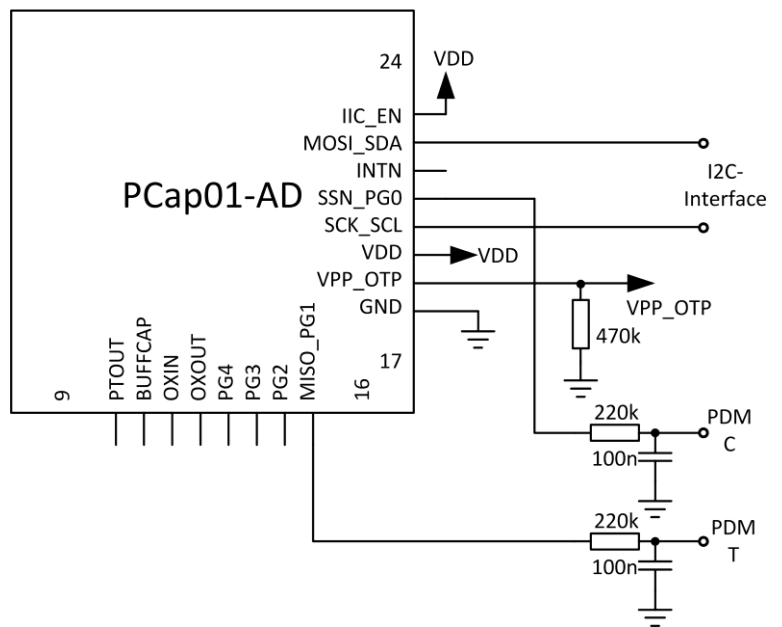 24
VDD
IIC_EN
MOSI_SDA
INTN
I2C-
Interface
PCap01-AD
SSN_PG0
SCK_SCL
VDD
VDD
VPP_OTP
VPP_OTP
GND
470k
17
9
PTOUT
BUFFCAP
OXIN
OXOUT
PG4
PG3
PG2
MISO_PG1
16
220k
PDM
C
100n
220k
PDM
T
100n